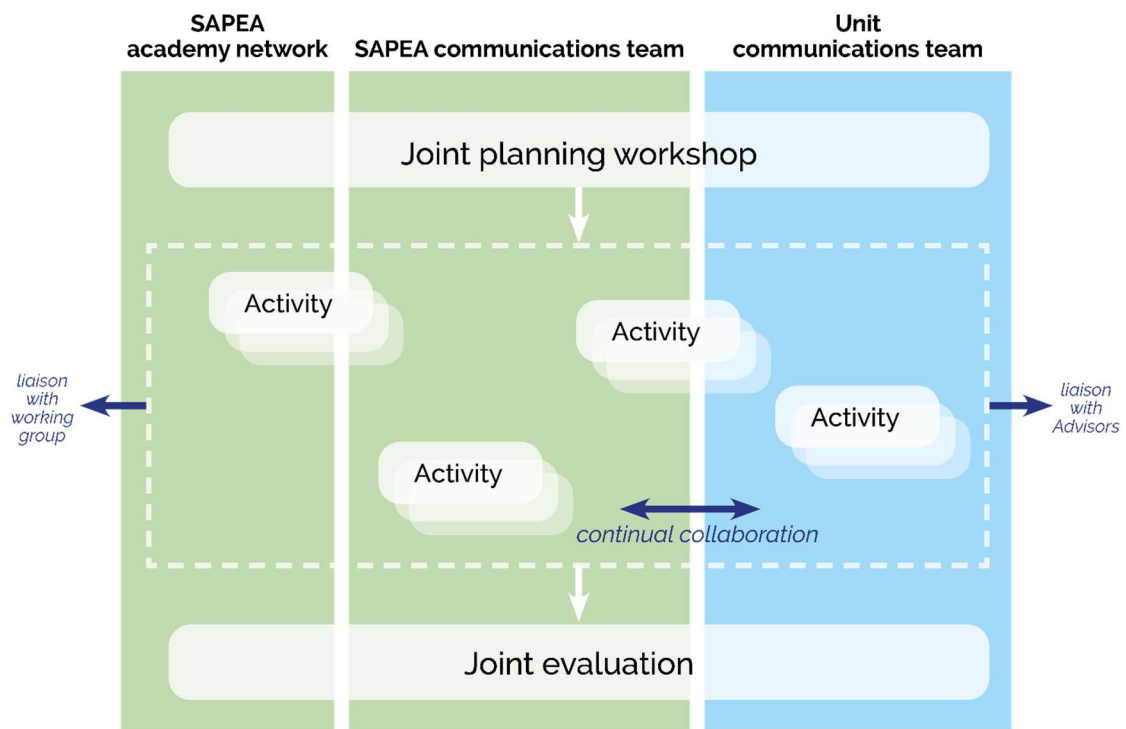 SAPEA
academy network
SAPEA communications team
Unit
communications team
Joint planning workshop
Activity
Activity
liaison
with
working
group
liaison
with
Advisors
Activity
Activity
continual collaboration
Joint evaluation